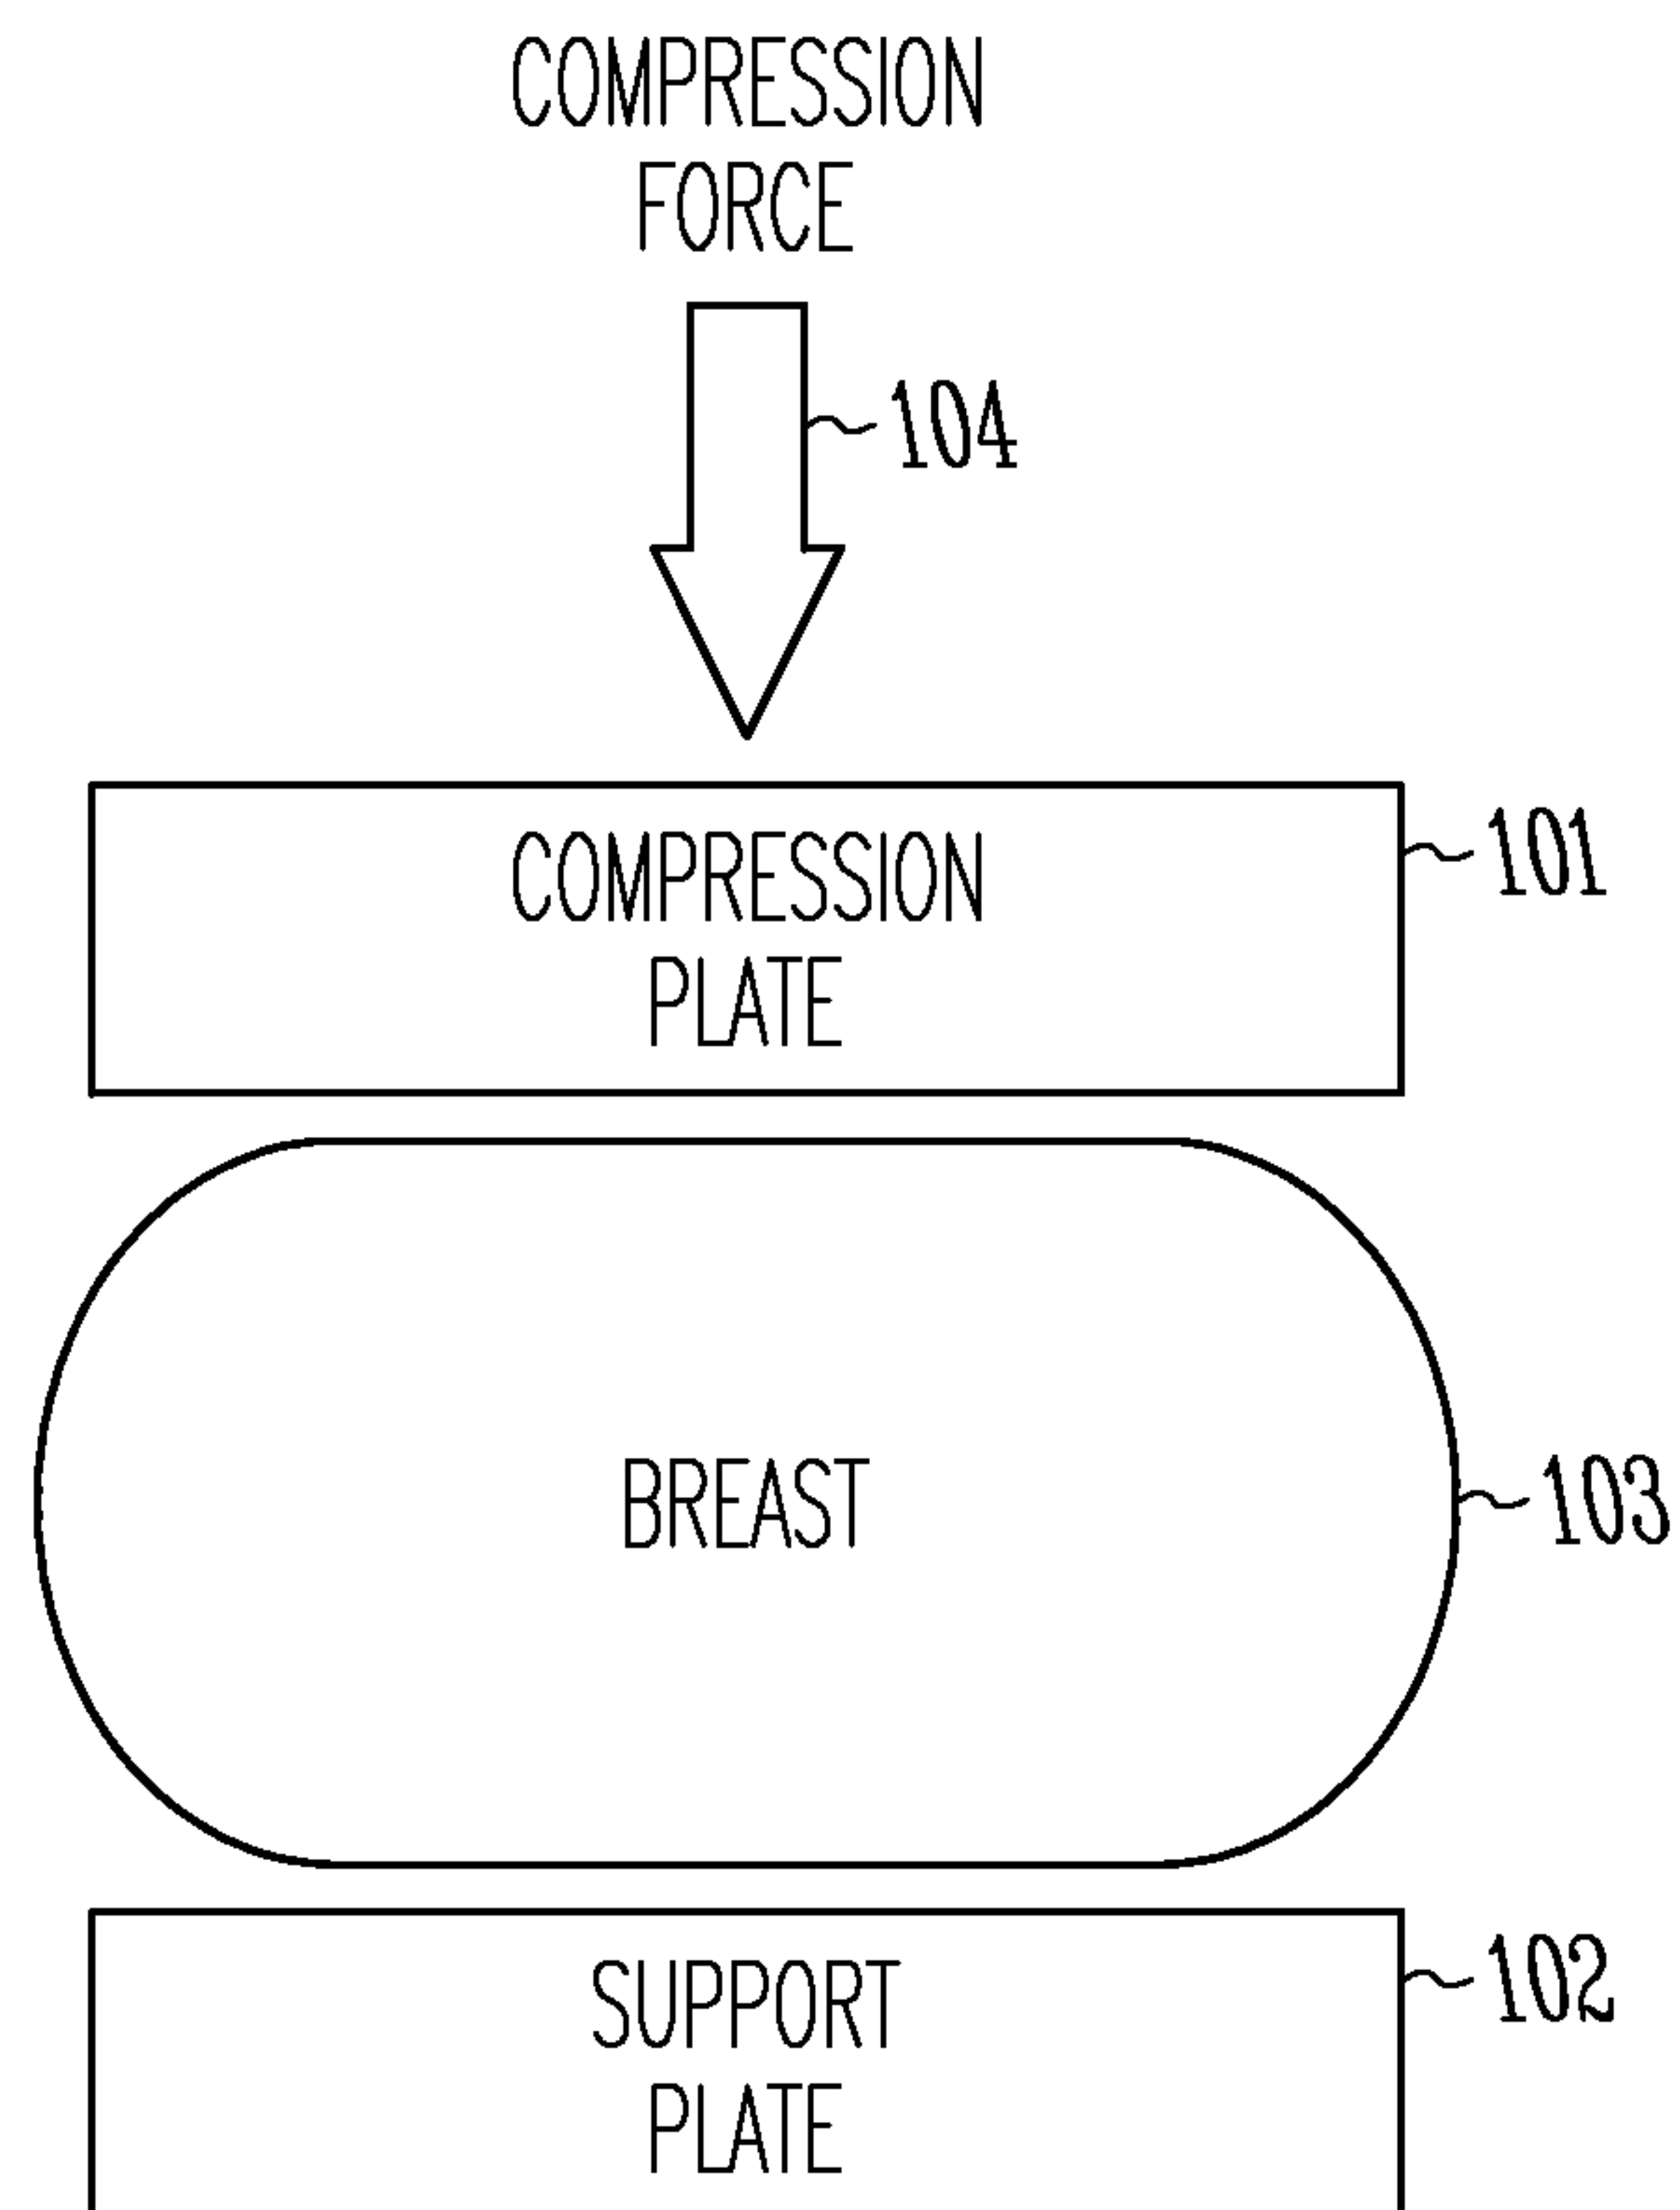 COMPRESSION
FORCE
104
COMPRESSION
PLATE
101
BREAST
103
SUPPORT
PLATE
102